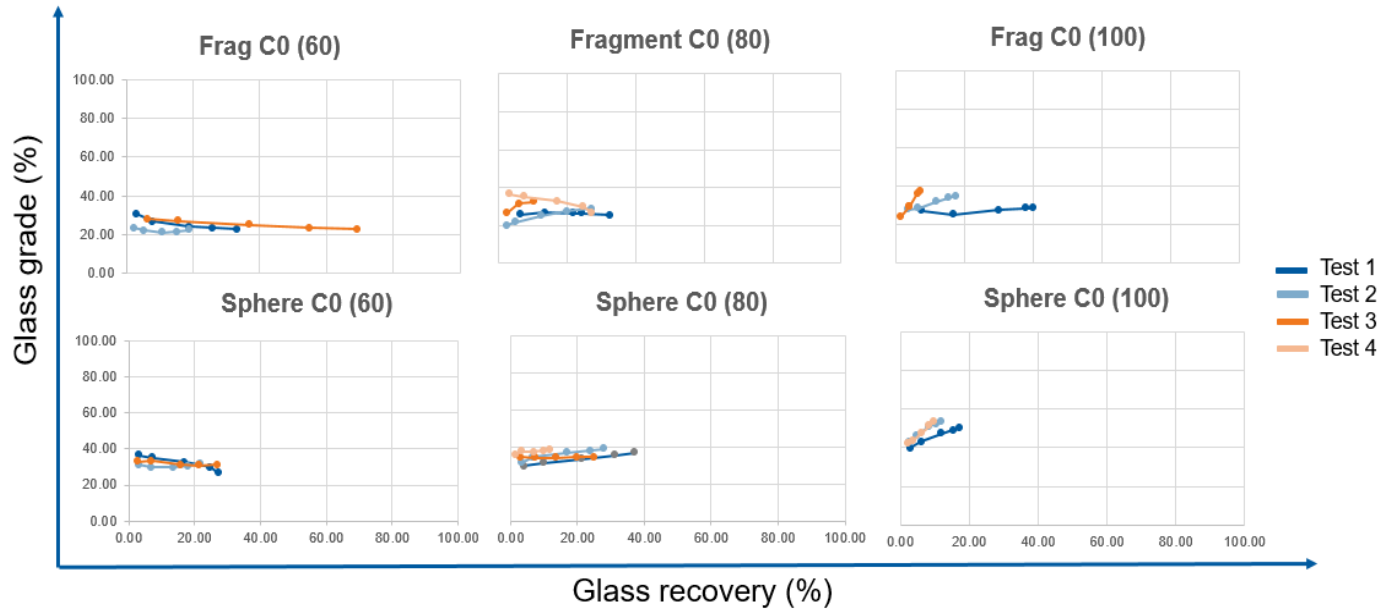 Frag C0 (60)
Fragment C0 (80)
Frag C0 (100)
100.00
80.00
60.00
40.00
20.00
0.00
Glass grade (%)
Sphere C0 (60)
Sphere C0 (80)
Sphere C0 (100)
Test 1
Test 2
Test 3
Test 4
100.00
80.00
60.00
40.00
20.00
0.00
0.00 20.00 40.00 60.00 80.00 100.00
0.00 20.00 40.00 60.00 80.00 100.00
0.00 20.00 40.00 60.00 80.00 100.00
Glass recovery (%)